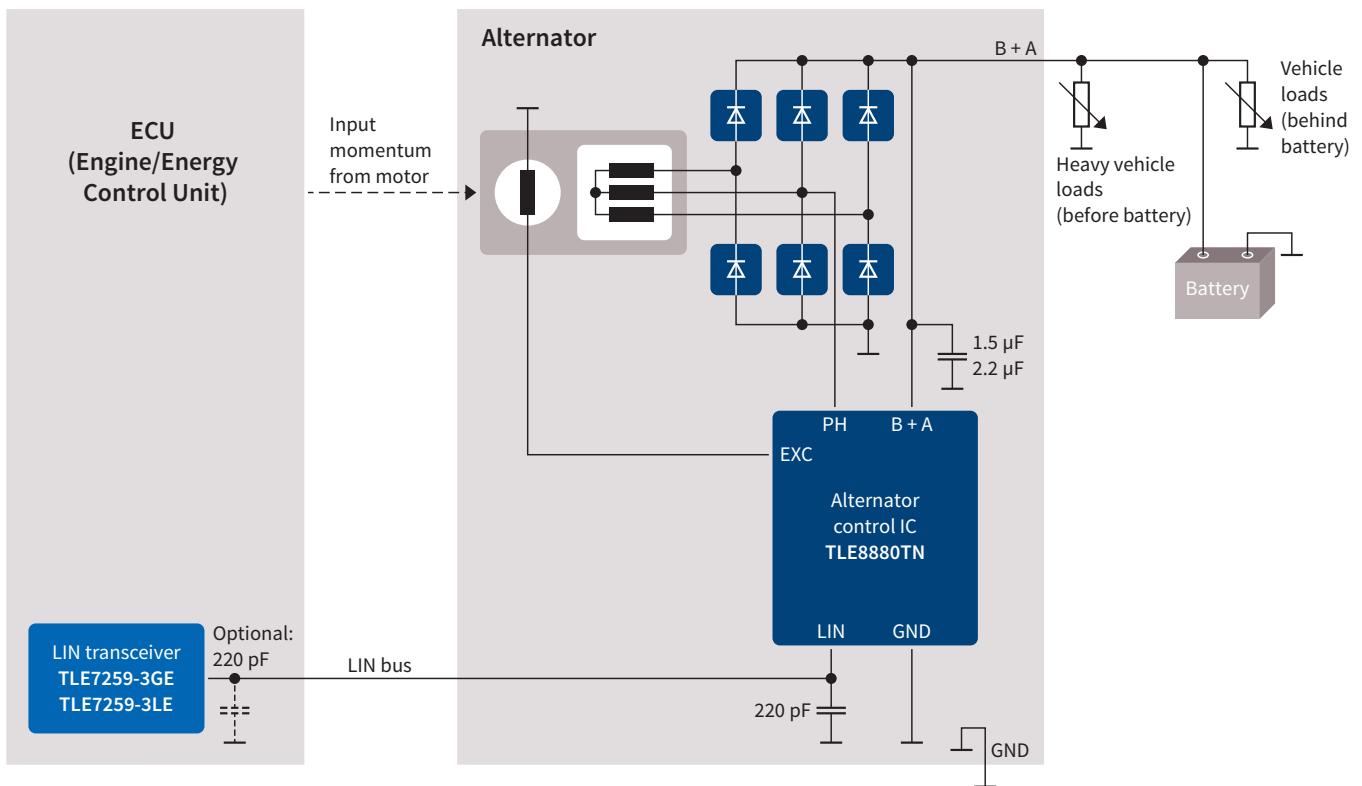 Alternator
B + A
ECU
(Engine/Energy
Control Unit)
Input
momentum
from motor
Vehicle
loads
(behind
battery)
Heavy vehicle
loads
(before battery)
Battery
1.5 µF
2.2 µF
PH
B + A
EXC
Alternator
control IC
TLE8880TN
LIN
GND
LIN transceiver
TLE7259-3GE
TLE7259-3LE
Optional:
220 pF
LIN bus
220 pF
GND